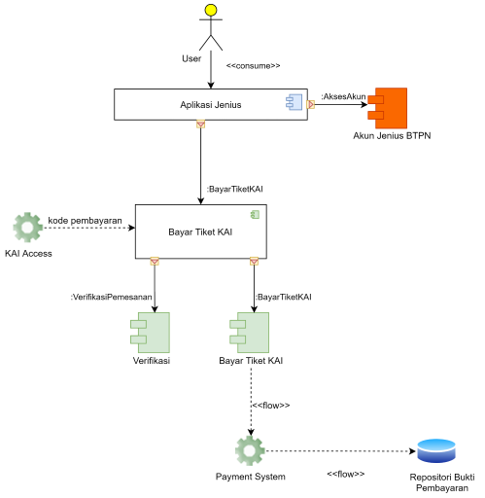 User
<<consume>>
Aplikasi Jenius
:AksesAkun
Akun Jenius BTPN
:BayarTiketKAI
kode pembayaran
KAI Access
Bayar Tiket KAI
:VerifikasiPemesanan
:BayarTiketKAI
Verifikasi
Bayar Tiket KAI
<<flow>>
Payment System
<<flow>>
Repositori Bukti
Pembayaran